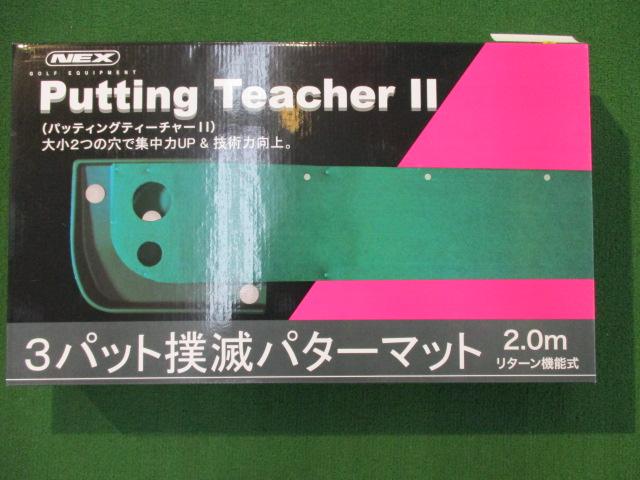 NEX
GOLF EQUIPMENT
Putting Teacher II
(パッティングティーチャーII)
大小2つの穴で集中力UP & 技術力向上。
3パット撲滅パターマット
2.0m
リターン機能式